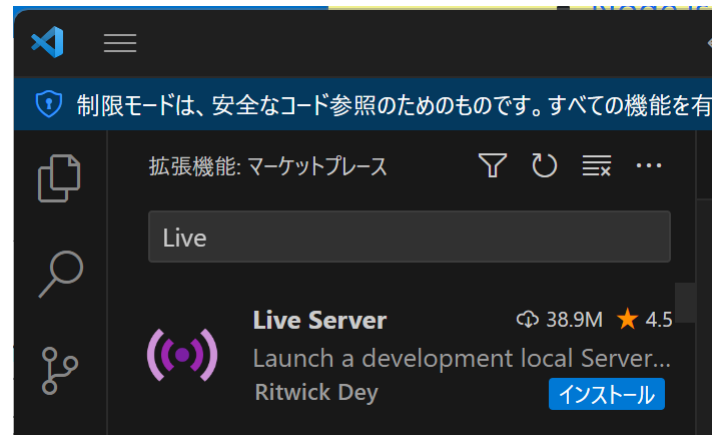 制限モードは、安全なコード参照のためのものです。すべての機能を有
拡張機能: マーケットプレース
Live
Live Server 38.9M ★ 4.5
Launch a development local Server...
Ritwick Dey インストール